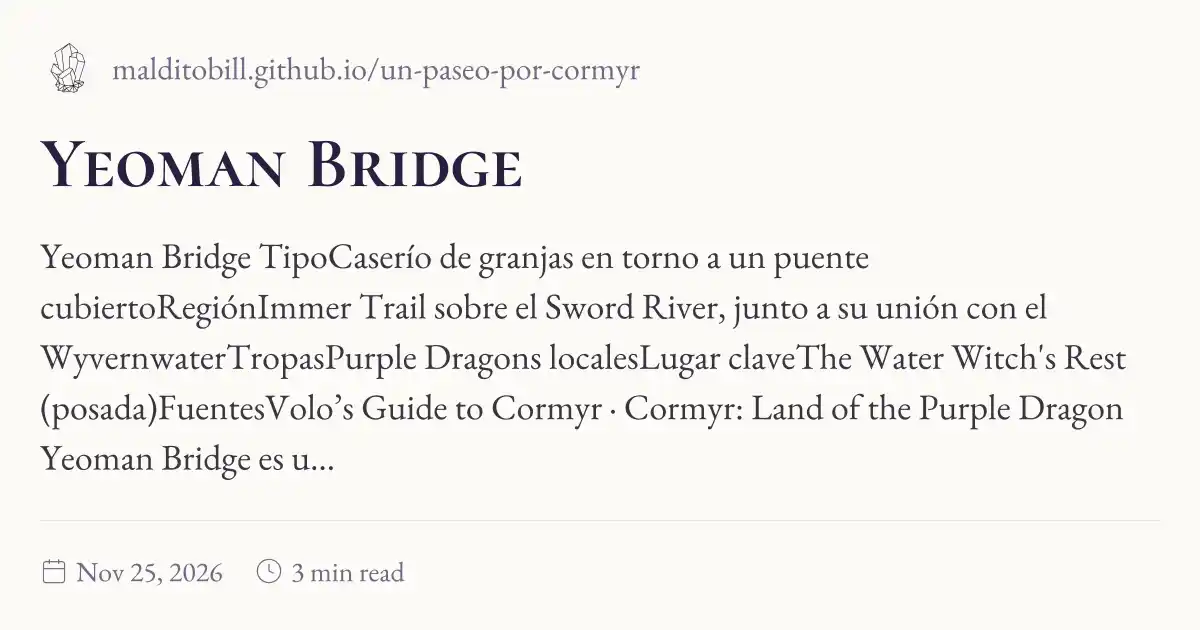 malditobill.github.io/un-paseo-por-cormyr
Yeoman Bridge
Yeoman Bridge TipoCaserío de granjas en torno a un puente
cubiertoRegiónImmer Trail sobre el Sword River, junto a su unión con el
WyvernwaterTropasPurple Dragons localesLugar claveThe Water Witch's Rest
(posada)FuentesVolo’s Guide to Cormyr · Cormyr: Land of the Purple Dragon
Yeoman Bridge es u...
Nov 25, 2026 3 min read